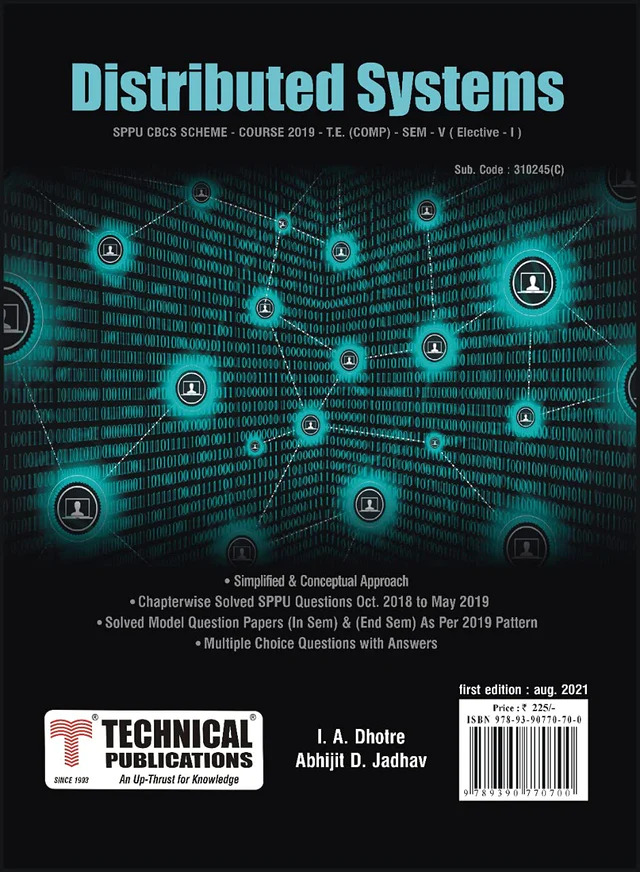 Distributed Systems
SPPU CBCS SCHEME - COURSE 2019 - T.E. (COMP) - SEM - V ( Elective - I )
Sub. Code : 310245(C)
• Simplified & Conceptual Approach
• Chapterwise Solved SPPU Questions Oct. 2018 to May 2019
• Solved Model Question Papers (In Sem) & (End Sem) As Per 2019 Pattern
• Multiple Choice Questions with Answers
first edition : aug. 2021
Price : ₹ 225/-
ISBN 978-93-90770-70-0
9 789390 770700
® TECHNICAL®
PUBLICATIONS
SINCE 1993 An Up-Thrust for Knowledge
I. A. Dhotre
Abhijit D. Jadhav